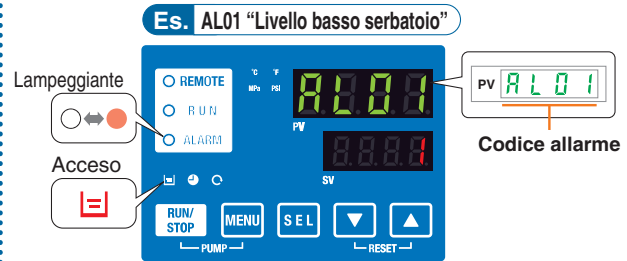 Es. AL01 “Livello basso serbatoio”
Lampeggiante
Acceso
REMOTE
RUN
ALARM
°C °F
MPa PSI
AL01
PV
1
SV
RUN/
STOP
MENU
SEL
PUMP
RESET
PV AL01
Codice allarme